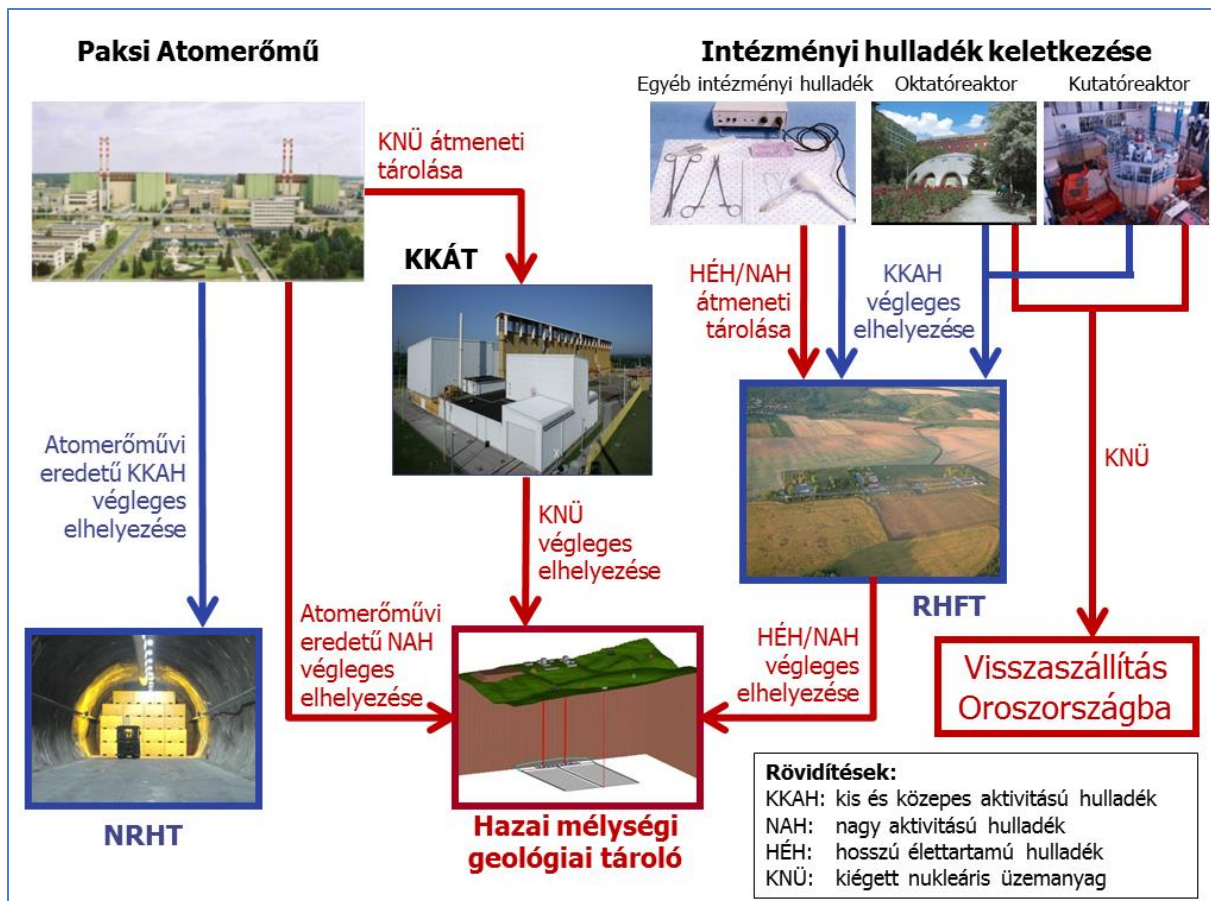 Paksi Atomerőmű
Intézményi hulladék keletkezése
Egyéb intézményi hulladék
Oktatóreaktor
Kutatóreaktor
KNÜ átmeneti
tárolása
KKÁT
HÉH/NAH
átmeneti
tárolása
KKAH
végleges
elhelyezése
Atomerőművi
eredetű KKAH
végleges
elhelyezése
KNÜ
végleges
elhelyezése
KNÜ
RHFT
Atomerőművi
eredetű NAH
végleges
elhelyezése
HÉH/NAH
végleges
elhelyezése
Visszaszállítás
Oroszországba
NRHT
Hazai mélységi
geológiai tároló
Rövidítések:
KKAH: kis és közepes aktivitású hulladék
NAH: nagy aktivitású hulladék
HÉH: hosszú élettartamú hulladék
KNÜ: kiégett nukleáris üzemanyag